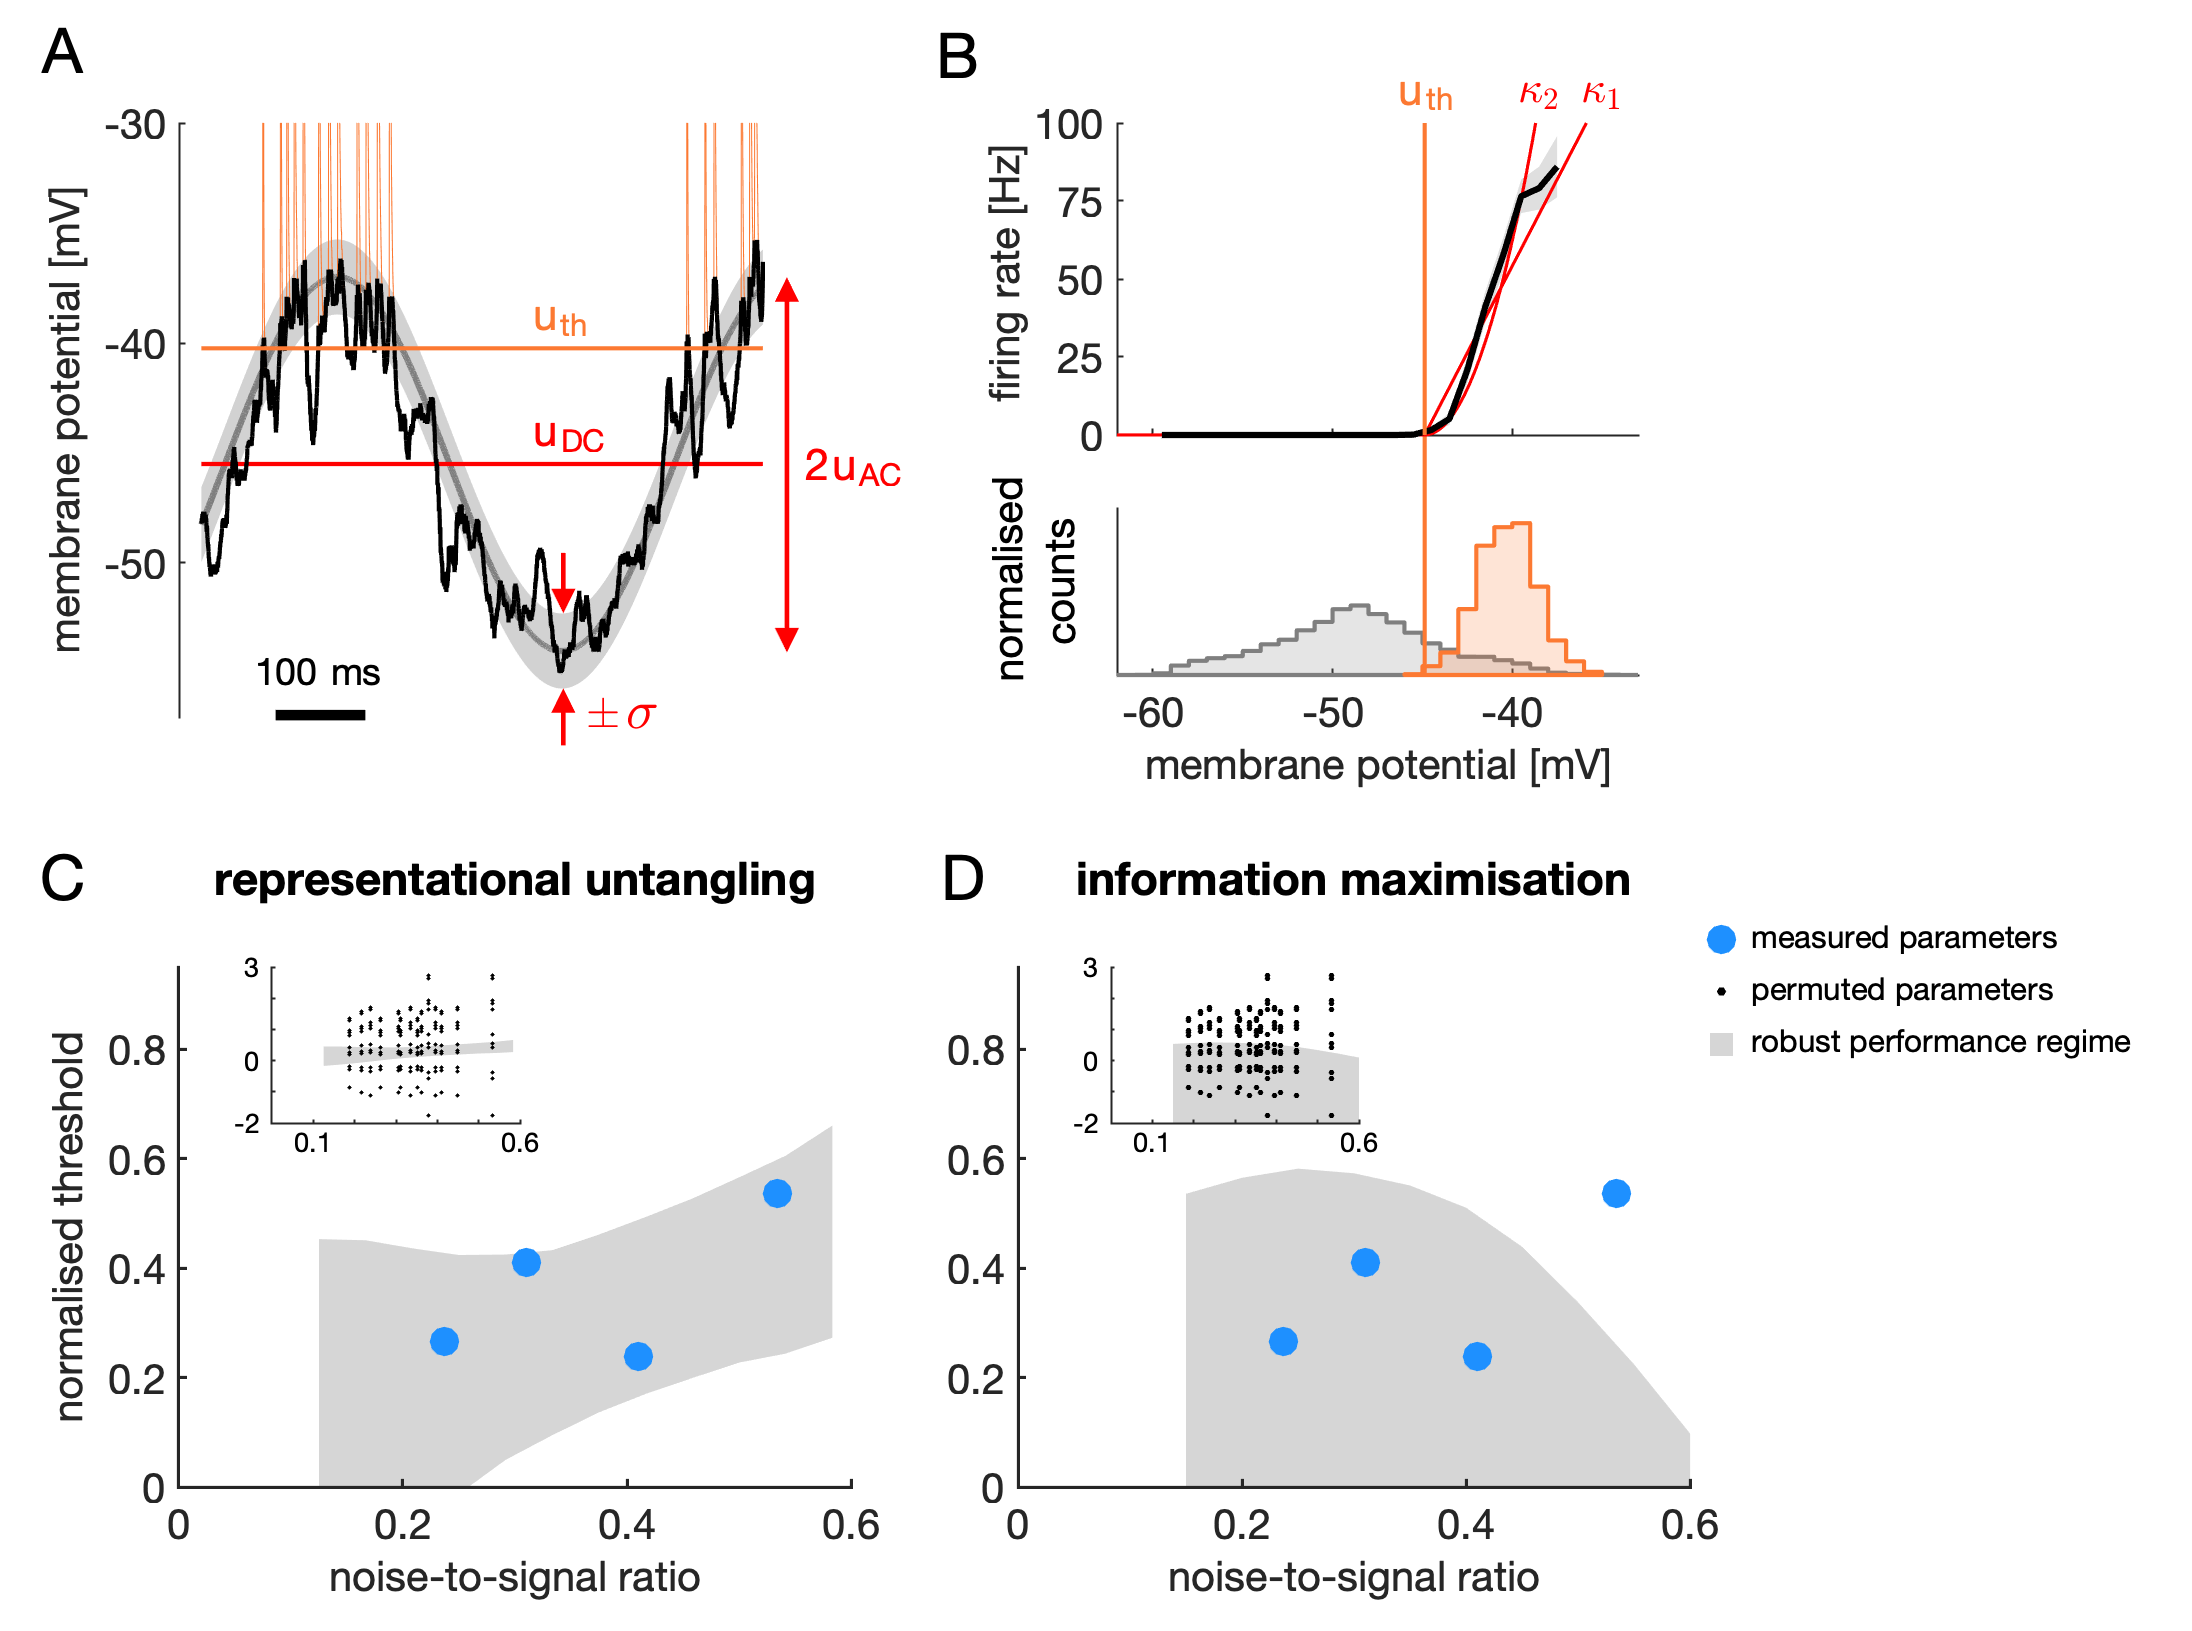 A
-30
-40
-50
membrane potential [mV]
u_th
u_DC
2u_AC
±σ
100 ms
B
u_th
κ_2
κ_1
100
75
50
25
0
firing rate [Hz]
normalised
counts
-60
-50
-40
membrane potential [mV]
C
representational untangling
3
0
-2
0.1
0.6
0.8
0.6
0.4
0.2
0
normalised threshold
0
0.2
0.4
0.6
noise-to-signal ratio
D
information maximisation
3
0
-2
0.1
0.6
0.8
0.6
0.4
0.2
0
0
0.2
0.4
0.6
noise-to-signal ratio
measured parameters
permuted parameters
robust performance regime